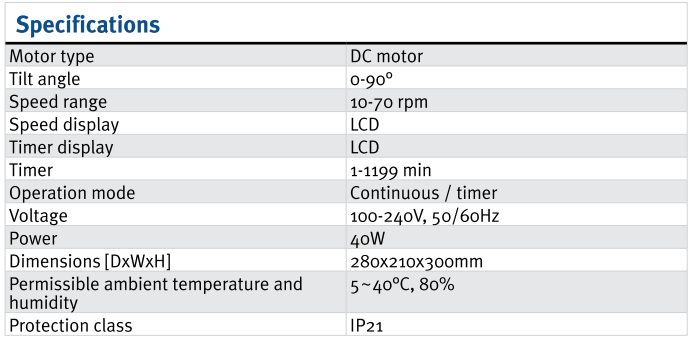 Specifications
Motor type DC motor
Tilt angle 0-90°
Speed range 10-70 rpm
Speed display LCD
Timer display LCD
Timer 1-1199 min
Operation mode Continuous / timer
Voltage 100-240V, 50/60Hz
Power 40W
Dimensions [DxWxH] 280x210x300mm
Permissible ambient temperature and 5~40°C, 80%
humidity
Protection class IP21